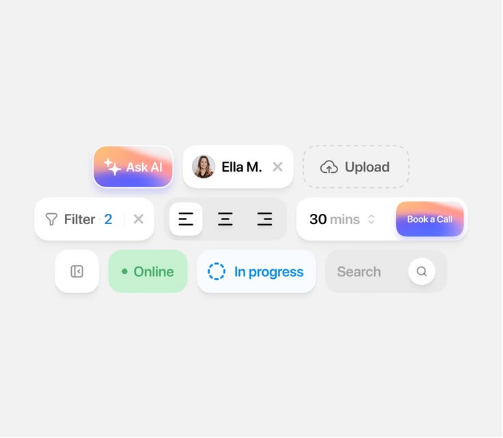 Ask AI
Ella M.
Upload
Filter 2
30 mins
Book a Call
Online
In progress
Search